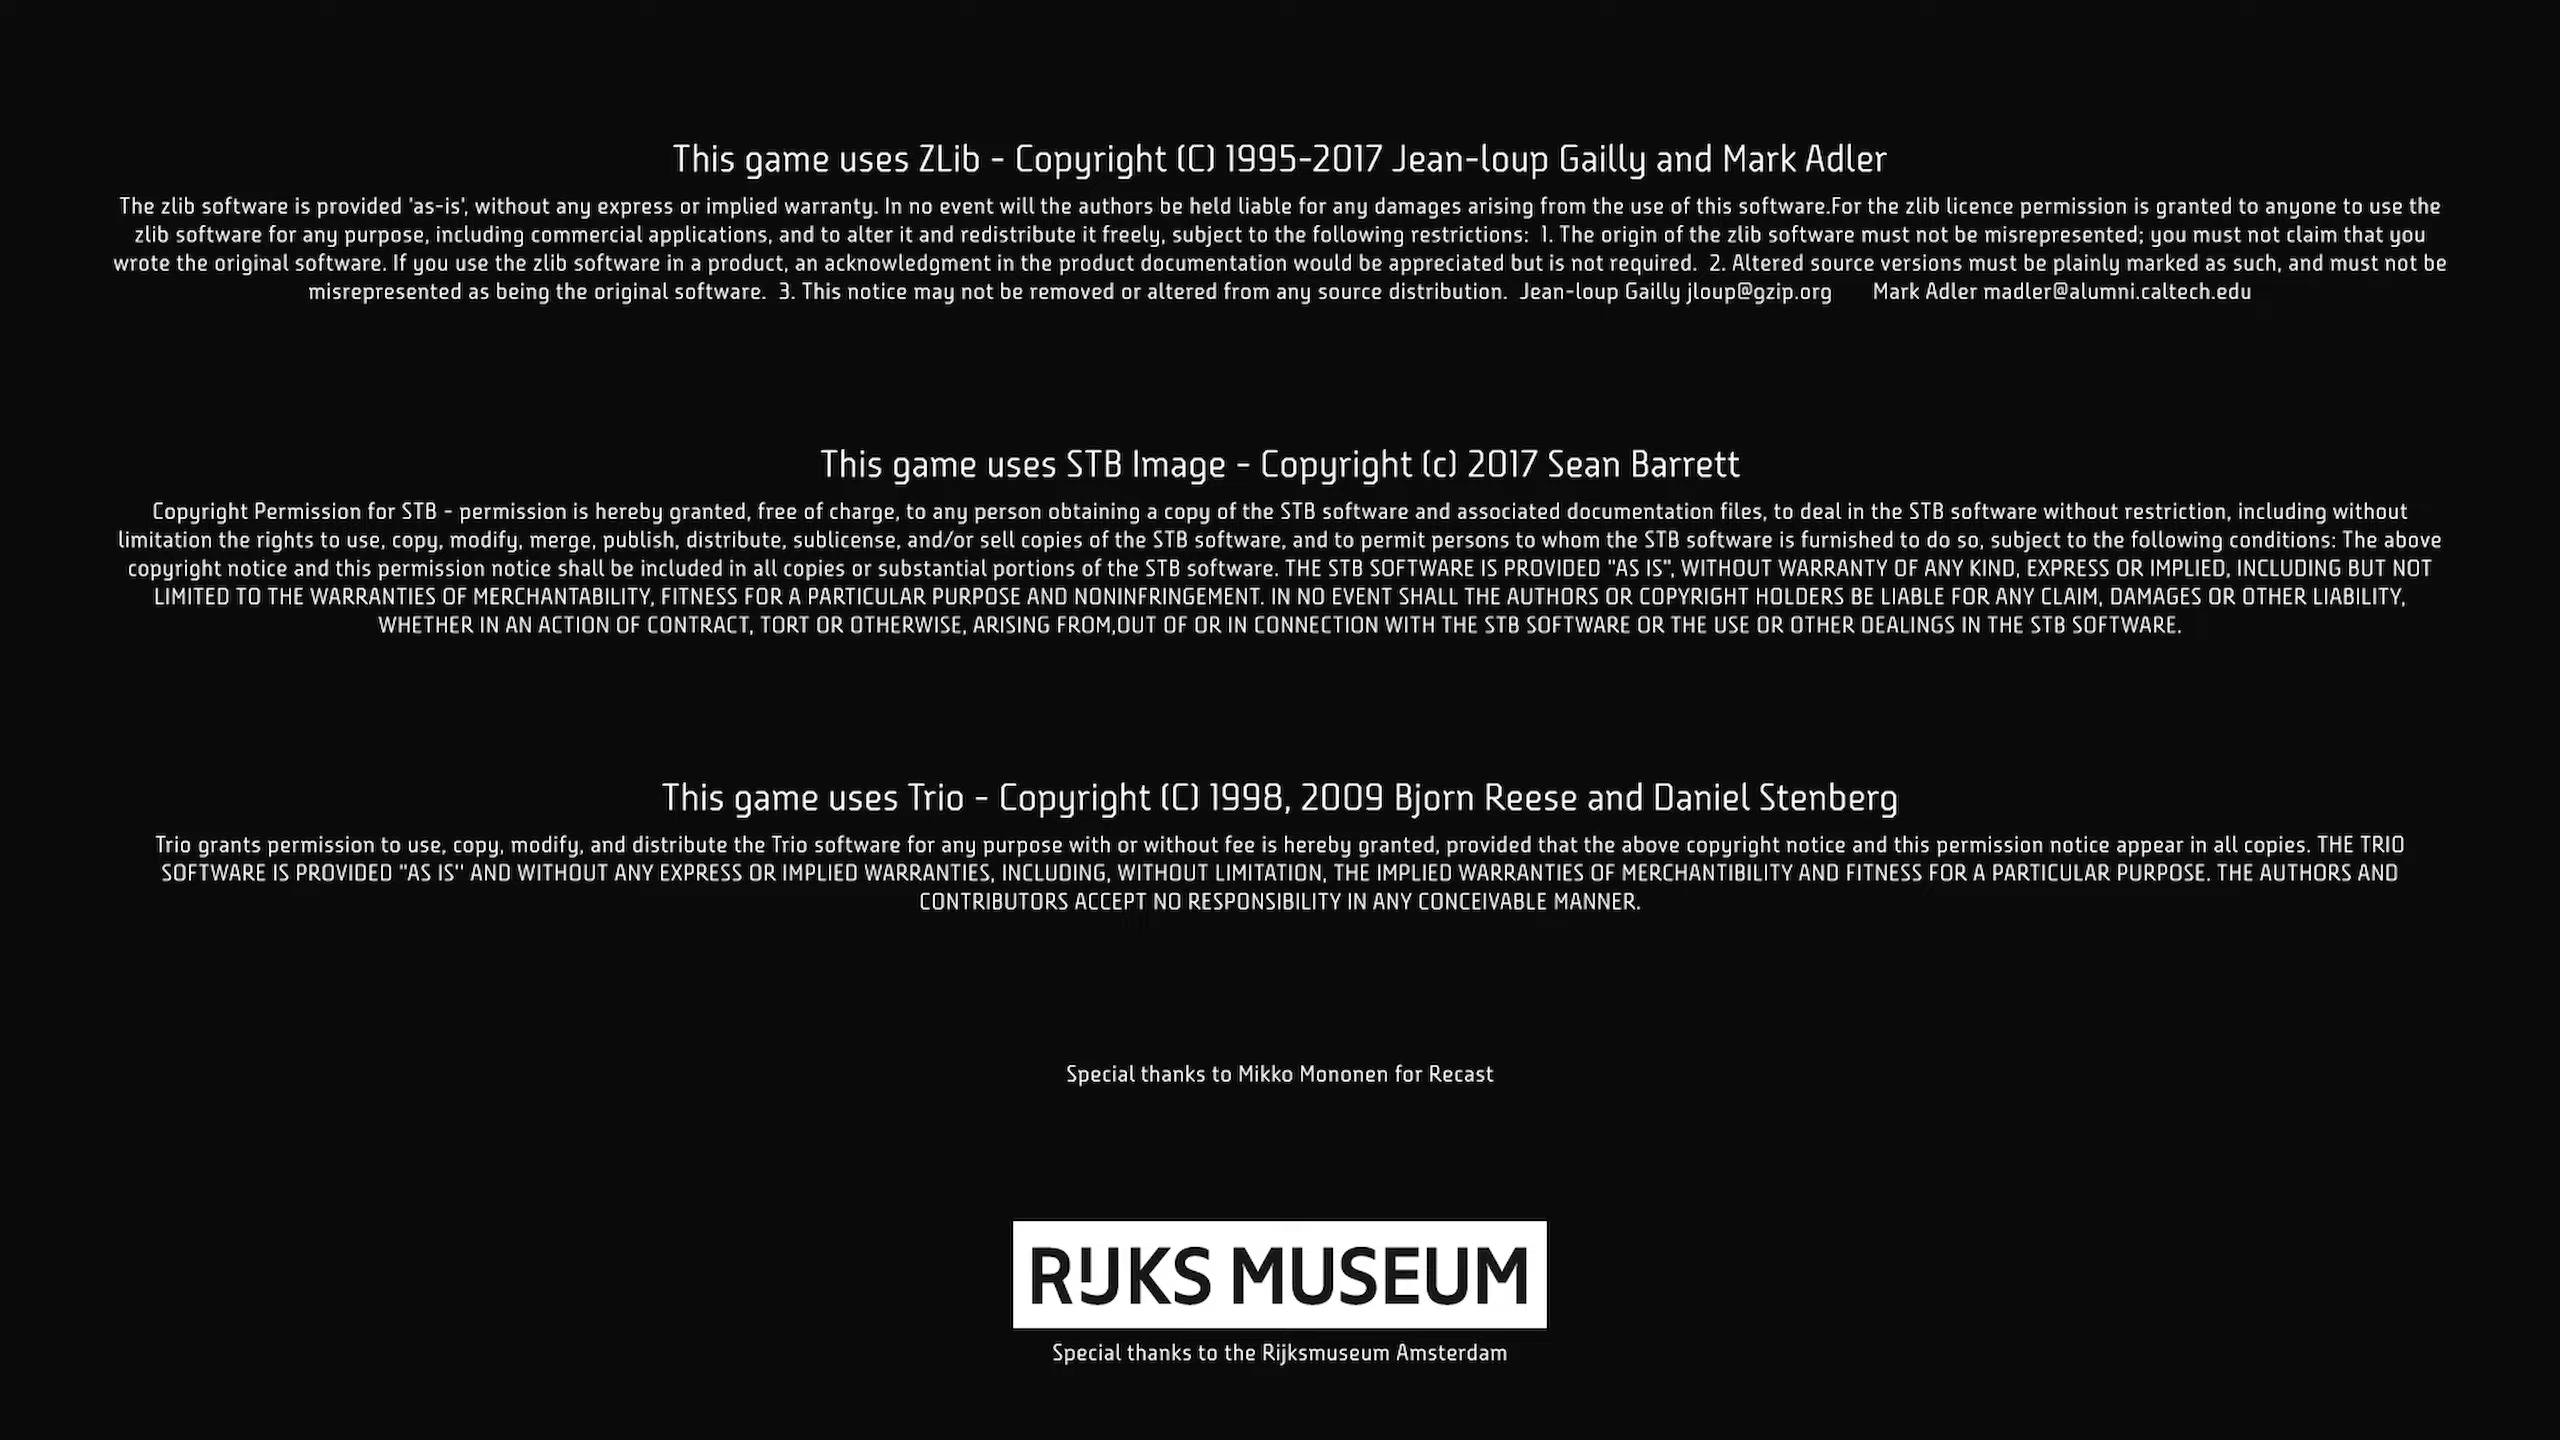 This game uses ZLib - Copyright (C) 1995-2017 Jean-loup Gailly and Mark Adler
The zlib software is provided 'as-is', without any express or implied warranty. In no event will the authors be held liable for any damages arising from the use of this software.For the zlib licence permission is granted to anyone to use the
zlib software for any purpose, including commercial applications, and to alter it and redistribute it freely, subject to the following restrictions:  1. The origin of the zlib software must not be misrepresented; you must not claim that you
wrote the original software. If you use the zlib software in a product, an acknowledgment in the product documentation would be appreciated but is not required.  2. Altered source versions must be plainly marked as such, and must not be
misrepresented as being the original software.  3. This notice may not be removed or altered from any source distribution.  Jean-loup Gailly jloup@gzip.org     Mark Adler madler@alumni.caltech.edu
This game uses STB Image - Copyright (c) 2017 Sean Barrett
Copyright Permission for STB - permission is hereby granted, free of charge, to any person obtaining a copy of the STB software and associated documentation files, to deal in the STB software without restriction, including without
limitation the rights to use, copy, modify, merge, publish, distribute, sublicense, and/or sell copies of the STB software, and to permit persons to whom the STB software is furnished to do so, subject to the following conditions: The above
copyright notice and this permission notice shall be included in all copies or substantial portions of the STB software. THE STB SOFTWARE IS PROVIDED "AS IS", WITHOUT WARRANTY OF ANY KIND, EXPRESS OR IMPLIED, INCLUDING BUT NOT
LIMITED TO THE WARRANTIES OF MERCHANTABILITY, FITNESS FOR A PARTICULAR PURPOSE AND NONINFRINGEMENT. IN NO EVENT SHALL THE AUTHORS OR COPYRIGHT HOLDERS BE LIABLE FOR ANY CLAIM, DAMAGES OR OTHER LIABILITY,
WHETHER IN AN ACTION OF CONTRACT, TORT OR OTHERWISE, ARISING FROM,OUT OF OR IN CONNECTION WITH THE STB SOFTWARE OR THE USE OR OTHER DEALINGS IN THE STB SOFTWARE.
This game uses Trio - Copyright (C) 1998, 2009 Bjorn Reese and Daniel Stenberg
Trio grants permission to use, copy, modify, and distribute the Trio software for any purpose with or without fee is hereby granted, provided that the above copyright notice and this permission notice appear in all copies. THE TRIO
SOFTWARE IS PROVIDED "AS IS'' AND WITHOUT ANY EXPRESS OR IMPLIED WARRANTIES, INCLUDING, WITHOUT LIMITATION, THE IMPLIED WARRANTIES OF MERCHANTIBILITY AND FITNESS FOR A PARTICULAR PURPOSE. THE AUTHORS AND
CONTRIBUTORS ACCEPT NO RESPONSIBILITY IN ANY CONCEIVABLE MANNER.
Special thanks to Mikko Mononen for Recast
RIJKS MUSEUM
Special thanks to the Rijksmuseum Amsterdam